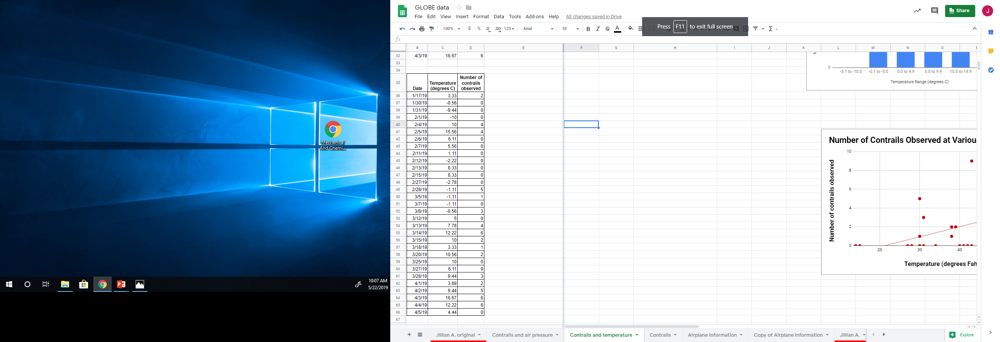 Mechanical
And Chemi...
10:07 AM
5/22/2019
GLOBE data
File Edit View Insert Format Data Tools Add-ons Help All changes saved in Drive
Share
J
100% $ % .0 .00 123 Arial 10 B I S A
Press F11 to exit full screen
fx
B C D E F G H I J K L M N O
32 4/3/19 16.67 6
33
34
35 Date Temperature (degrees C) Number of contrails observed
36 1/17/19 3.33 2
37 1/30/19 -0.56 0
38 1/31/19 -9.44 0
39 2/1/19 -10 0
40 2/4/19 10 4
41 2/5/19 15.56 4
42 2/6/19 6.11 0
43 2/7/19 5.56 0
44 2/11/19 1.11 0
45 2/12/19 -2.22 0
46 2/13/19 8.33 0
47 2/15/19 8.33 0
48 2/27/19 -2.78 0
49 2/28/19 -1.11 5
50 3/5/19 -1.11 1
51 3/7/19 -1.11 0
52 3/8/19 -0.56 3
53 3/12/19 5 0
54 3/13/19 7.78 4
55 3/14/19 12.22 6
56 3/15/19 10 2
57 3/18/19 3.33 1
58 3/20/19 10.56 2
59 3/25/19 10 0
60 3/27/19 6.11 9
61 3/28/19 9.44 3
62 4/1/19 3.89 2
63 4/2/19 9.44 5
64 4/3/19 16.67 6
65 4/4/19 12.22 6
66 4/5/19 4.44 0
67
0
-5.1 to -10.0 -0.1 to -5.0 0.0 to 4.9 5.0 to 9.9 10.0 to 14.9
Temperature Range (degrees C)
Number of Contrails Observed at Variou
Number of contrails observed
10
8
6
4
2
0
20 30 40
Temperature (degrees Fah
Jillian A. original Contrails and air pressure Contrails and temperature Contrails Airplane Information Copy of Airplane Information Jillian A.
Explore